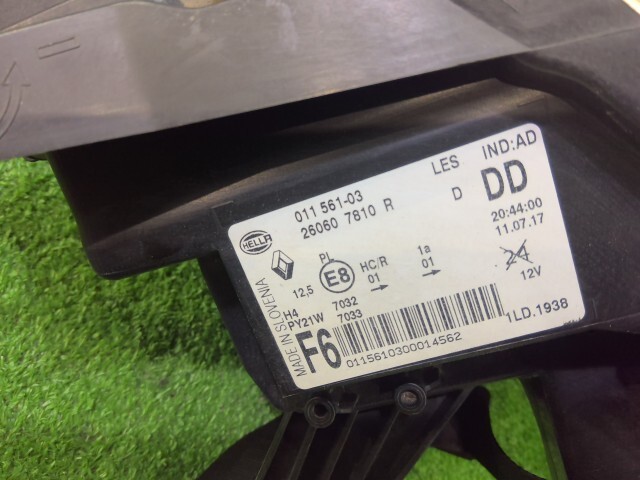 011 561-03 LES IND:AD
26060 7810 R D DD
HELLA 20:44:00
11.07.17
12,5 PL E8 HC/R 1a 24
01 01 12V
H4 7032
PY21W 7033
MADE IN SLOVENIA
F6 0115610300014562 1LD.1938